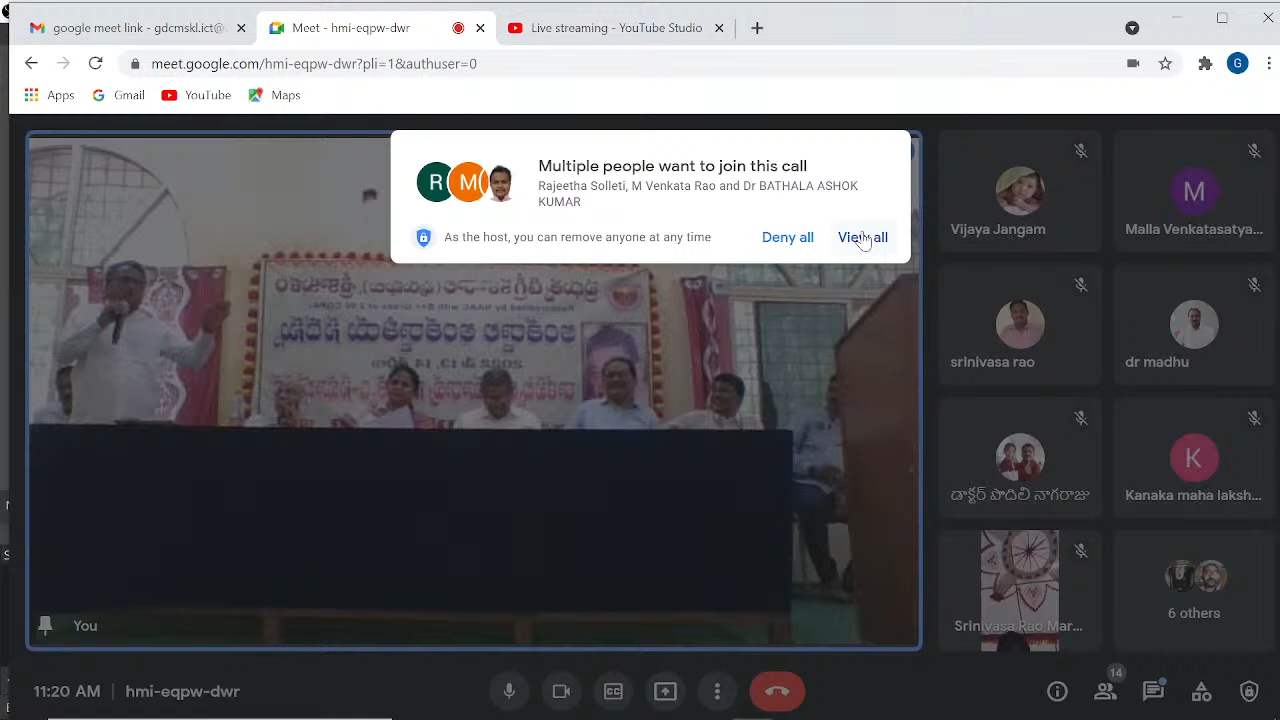 google meet link - gdcmskl.ict@
Meet - hmi-eqpw-dwr
Live streaming - YouTube Studio
meet.google.com/hmi-eqpw-dwr?pli=1&authuser=0
Apps
Gmail
YouTube
Maps
Multiple people want to join this call
Rajeetha Solleti, M Venkata Rao and Dr BATHALA ASHOK
KUMAR
As the host, you can remove anyone at any time
Deny all
View all
R
M
Vijaya Jangam
M
Malla Venkatasatya...
srinivasa rao
dr madhu
డాక్టర్ పొదిలి నాగరాజు
K
Kanaka maha laksh...
Srinivasa Rao Mar...
6 others
You
11:20 AM | hmi-eqpw-dwr
14
G